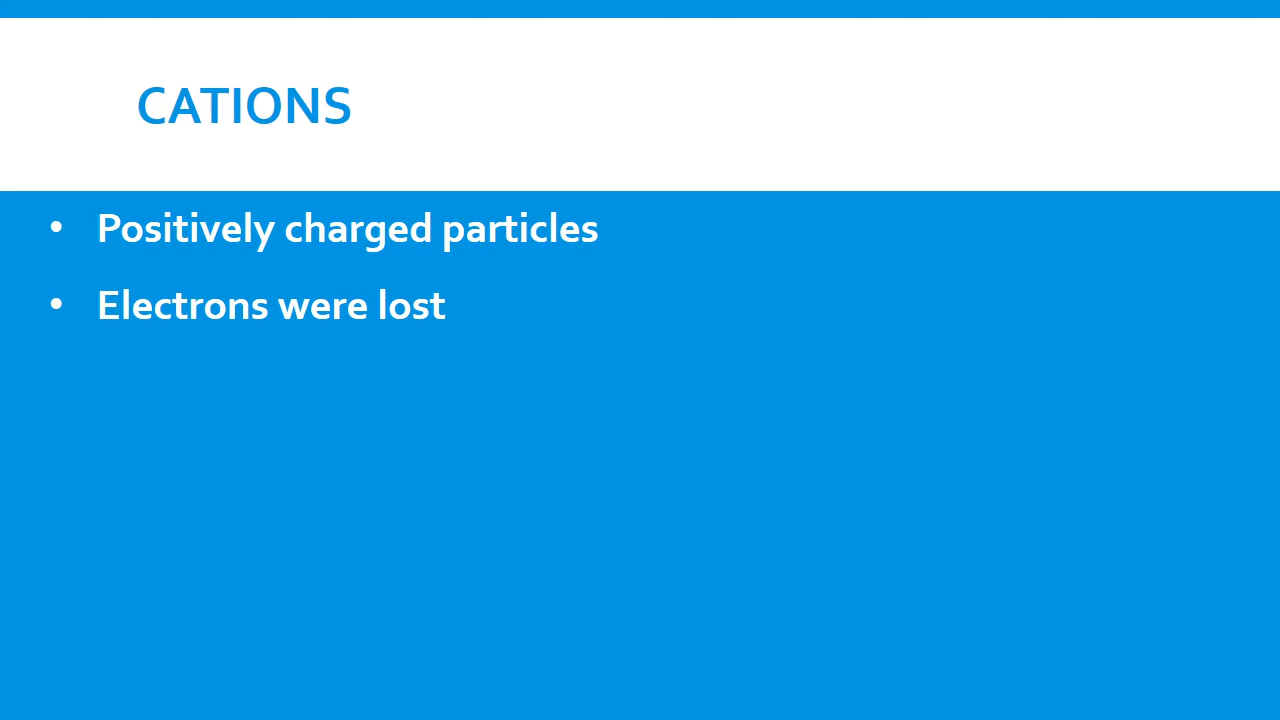 CATIONS
• Positively charged particles
• Electrons were lost